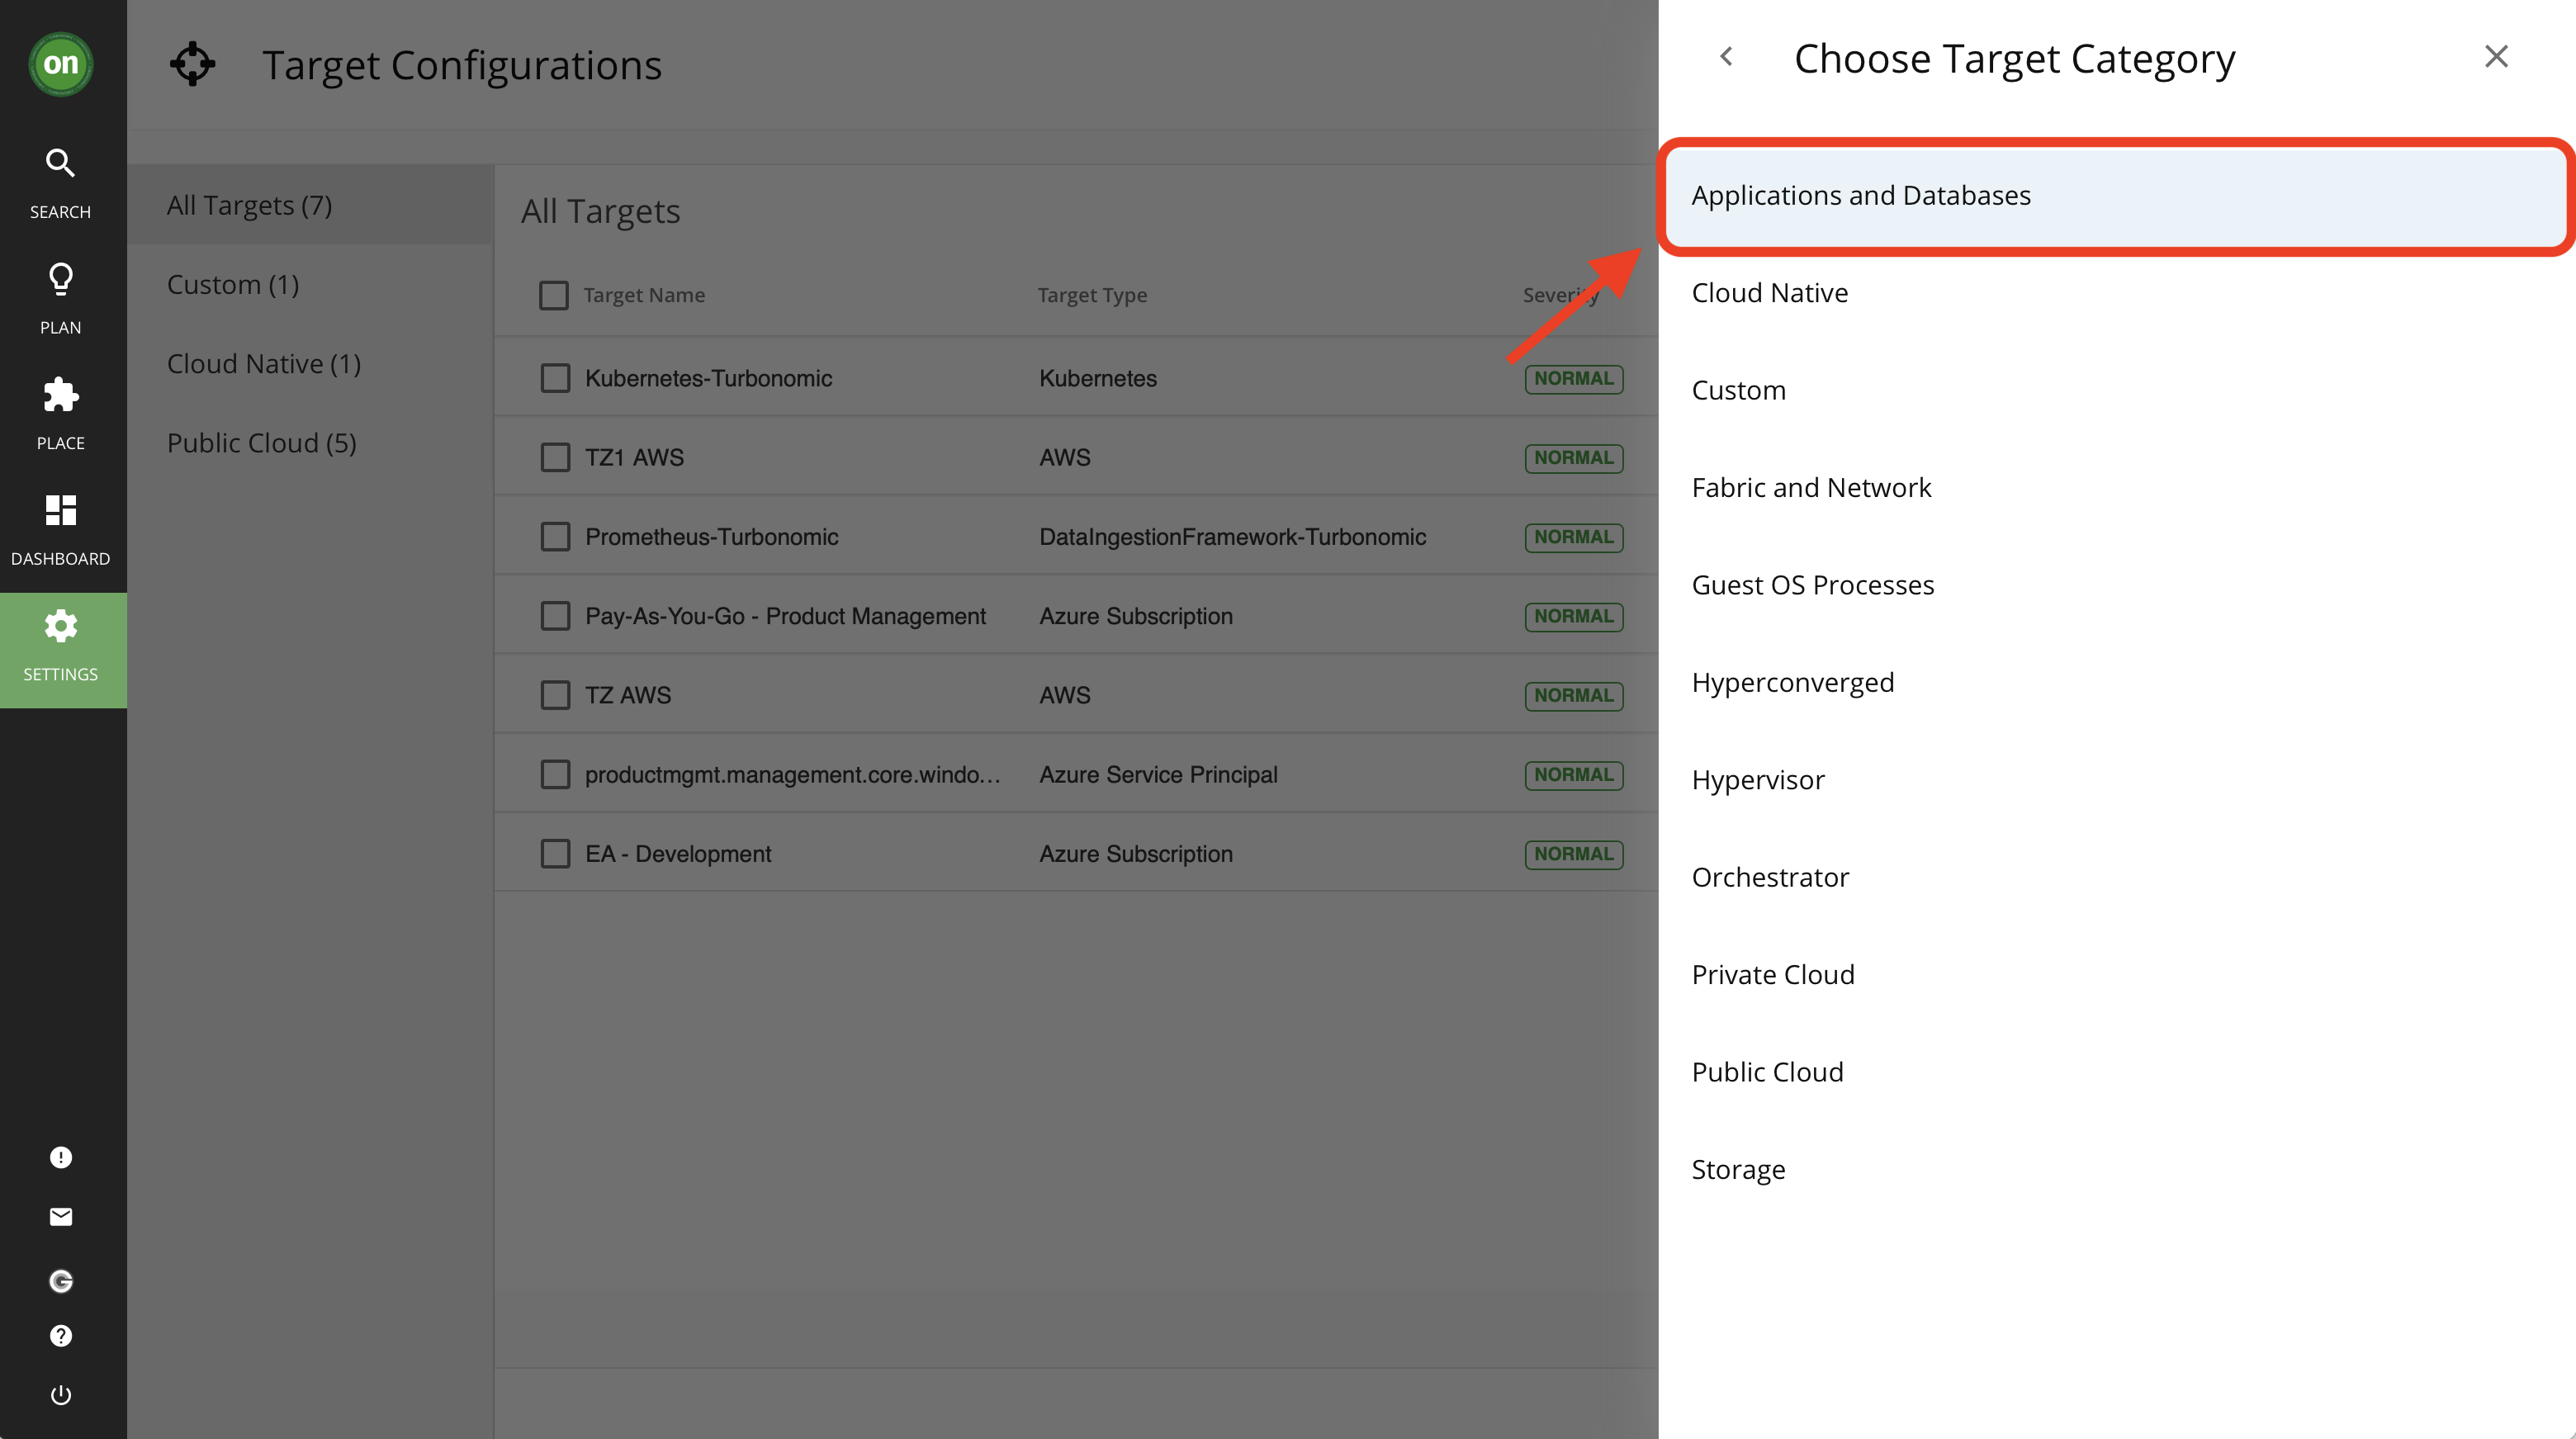 on
SEARCH
PLAN
PLACE
DASHBOARD
SETTINGS
Target Configurations
All Targets (7)
Custom (1)
Cloud Native (1)
Public Cloud (5)
All Targets
Target Name Target Type Severity
Kubernetes-Turbonomic Kubernetes NORMAL
TZ1 AWS AWS NORMAL
Prometheus-Turbonomic DataIngestionFramework-Turbonomic NORMAL
Pay-As-You-Go - Product Management Azure Subscription NORMAL
TZ AWS AWS NORMAL
productmgmt.management.core.windo... Azure Service Principal NORMAL
EA - Development Azure Subscription NORMAL
Choose Target Category
Applications and Databases
Cloud Native
Custom
Fabric and Network
Guest OS Processes
Hyperconverged
Hypervisor
Orchestrator
Private Cloud
Public Cloud
Storage